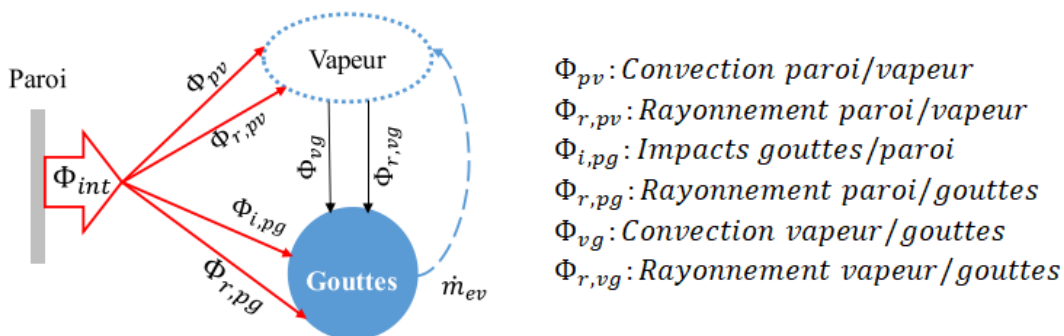 Paroi
Φint
Φpv
Φr,pv
Φi,pg
Φr,pg
Vapeur
Φvg
Φr,vg
Gouttes
ṁev
Φpv: Convection paroi/vapeur
Φr,pv: Rayonnement paroi/vapeur
Φi,pg: Impacts gouttes/paroi
Φr,pg: Rayonnement paroi/gouttes
Φvg: Convection vapeur/gouttes
Φr,vg: Rayonnement vapeur/gouttes